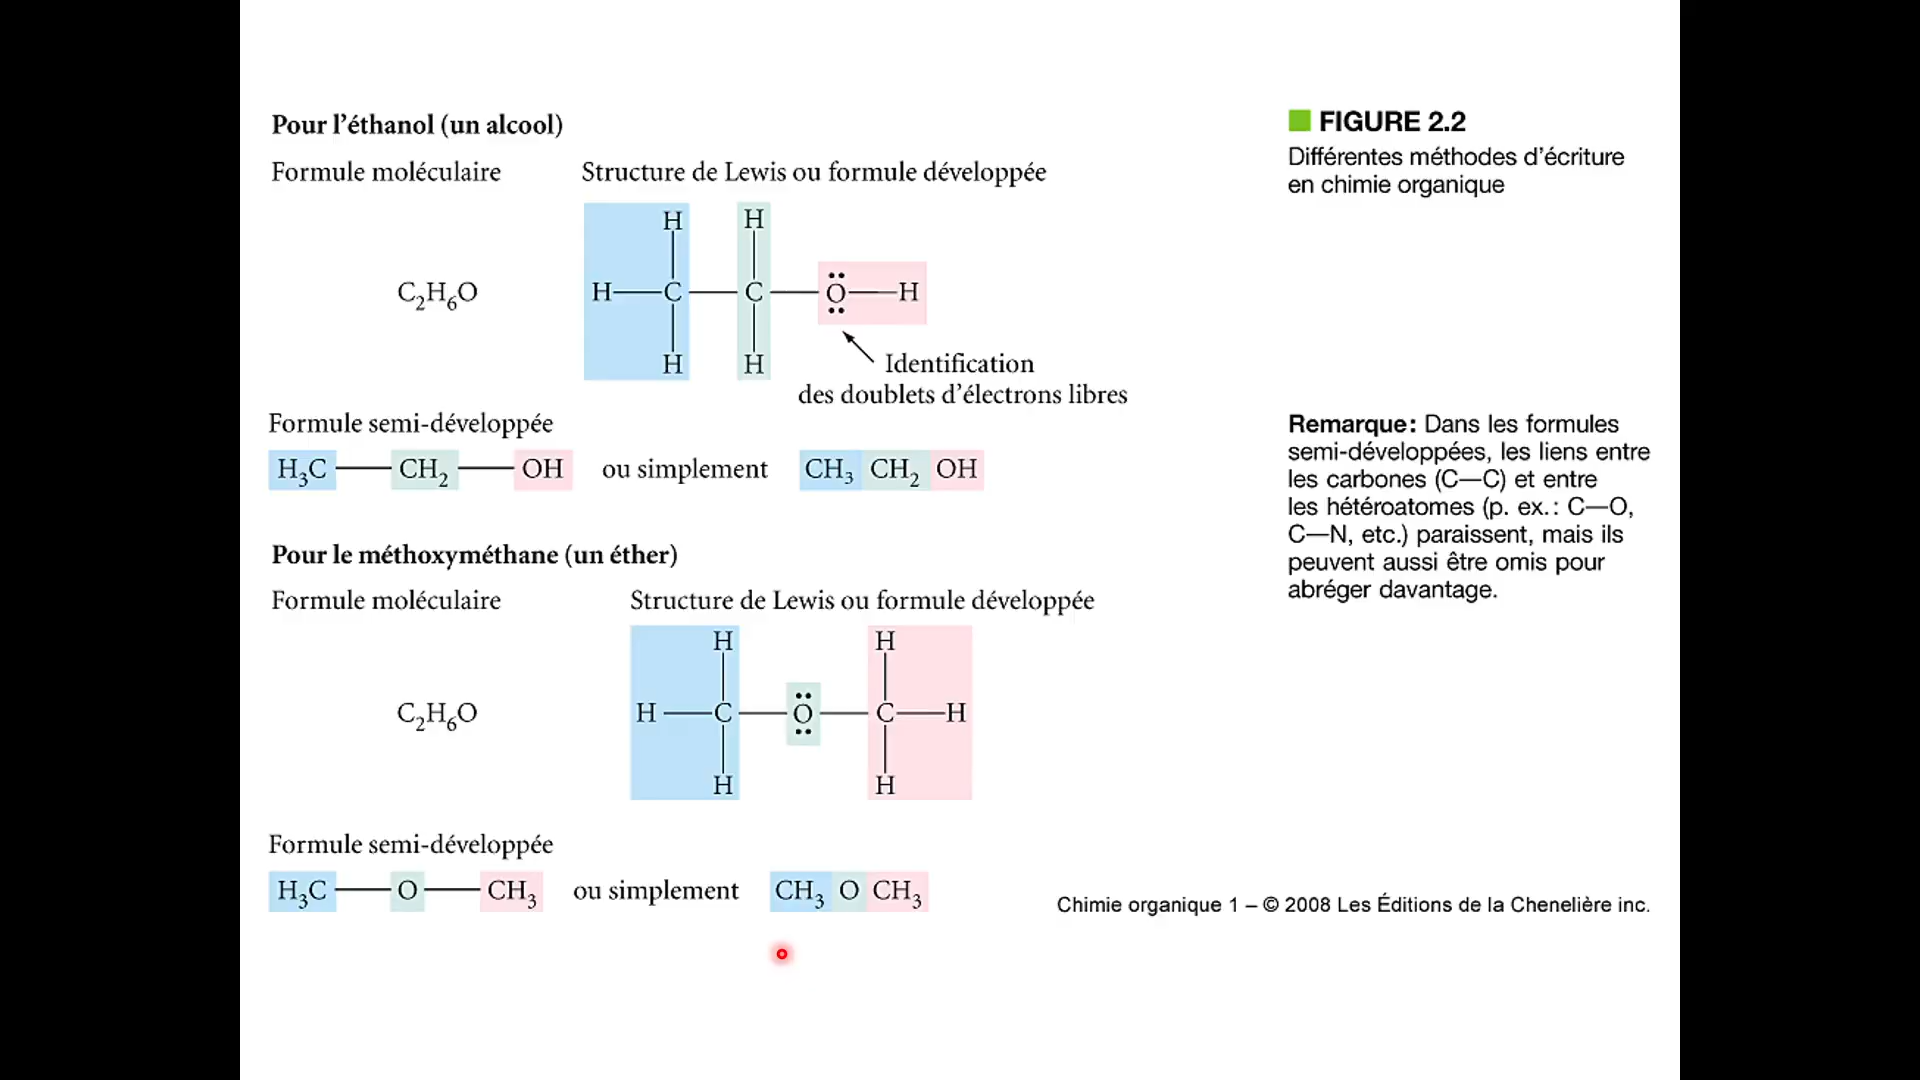 Pour l’éthanol (un alcool)
Formule moléculaire
Structure de Lewis ou formule développée
H H
C₂H₆O
H—C—C—O—H
H H
Identification
des doublets d’électrons libres
Formule semi-développée
H₃C—CH₂—OH ou simplement CH₃ CH₂ OH
Pour le méthoxyméthane (un éther)
Formule moléculaire
Structure de Lewis ou formule développée
H H
C₂H₆O
H—C—O—C—H
H H
Formule semi-développée
H₃C—O—CH₃ ou simplement CH₃ O CH₃
FIGURE 2.2
Différentes méthodes d’écriture
en chimie organique
Remarque : Dans les formules
semi-développées, les liens entre
les carbones (C—C) et entre
les hétéroatomes (p. ex. : C—O,
C—N, etc.) paraissent, mais ils
peuvent aussi être omis pour
abréger davantage.
Chimie organique 1 – © 2008 Les Éditions de la Chenelière inc.